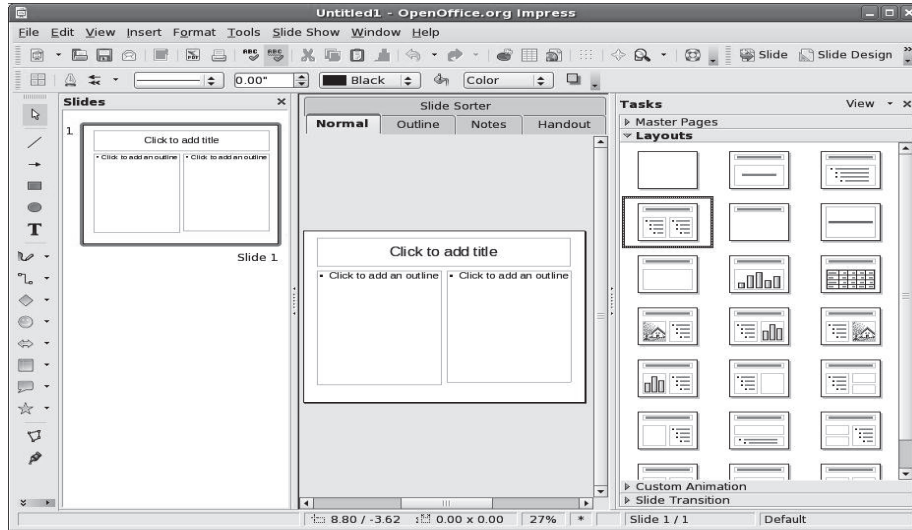 Untitled1 - OpenOffice.org Impress
File Edit View Insert Format Tools Slide Show Window Help
ABC ABC Slide Slide Design
0.00" Black Color
Slides
1
Click to add title
• Click to add an outline • Click to add an outline
Slide 1
Slide Sorter
Normal Outline Notes Handout
Click to add title
• Click to add an outline • Click to add an outline
Tasks View
Master Pages
Layouts
Custom Animation
Slide Transition
8.80 / -3.62 0.00 x 0.00 27% * Slide 1 / 1 Default